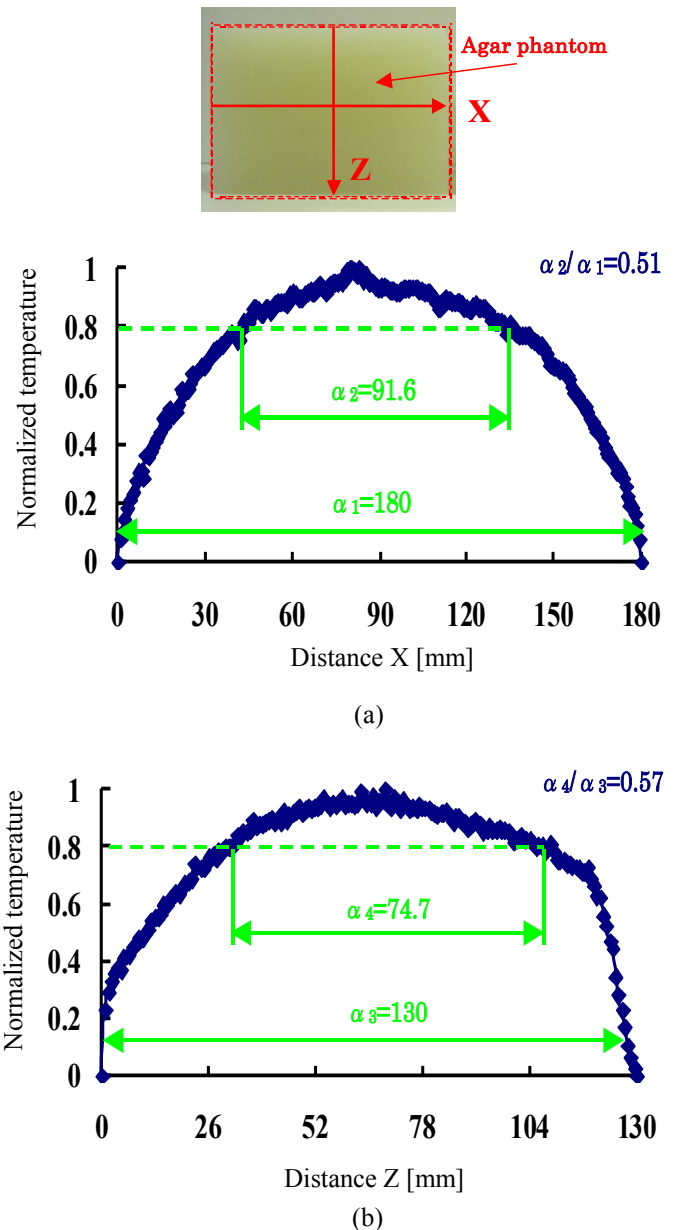 Agar phantom
X
Z
α2/α1=0.51
Normalized temperature
1
0.8
0.6
0.4
0.2
0
α2=91.6
α1=180
0 30 60 90 120 150 180
Distance X [mm]
(a)
α4/α3=0.57
Normalized temperature
1
0.8
0.6
0.4
0.2
0
α4=74.7
α3=130
0 26 52 78 104 130
Distance Z [mm]
(b)